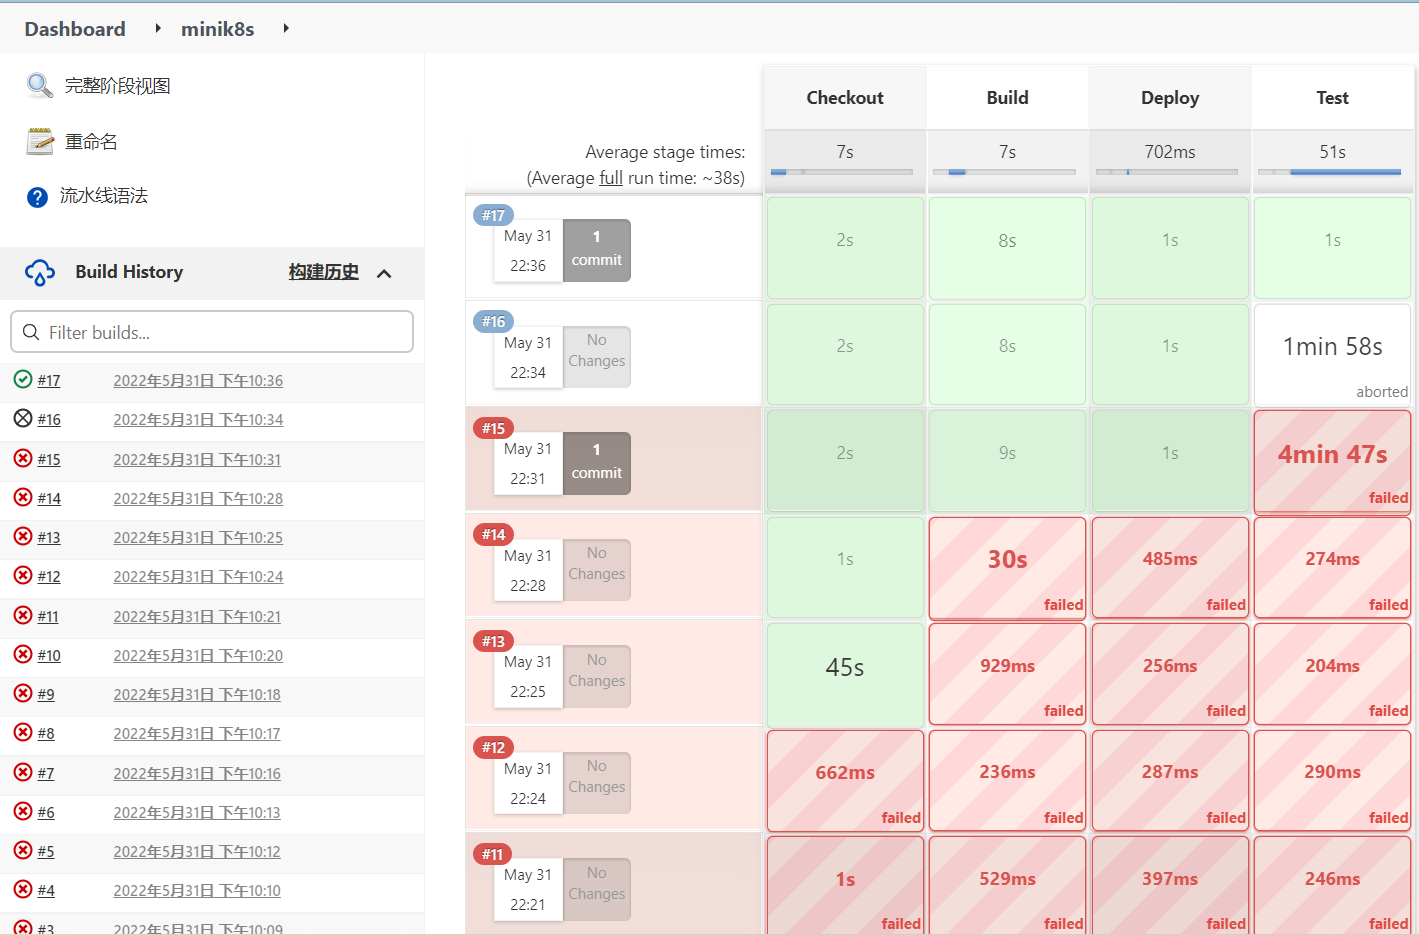 Dashboard
minik8s
完整阶段视图
重命名
流水线语法
Build History
构建历史
Filter builds...
#17 2022年5月31日 下午10:36
#16 2022年5月31日 下午10:34
#15 2022年5月31日 下午10:31
#14 2022年5月31日 下午10:28
#13 2022年5月31日 下午10:25
#12 2022年5月31日 下午10:24
#11 2022年5月31日 下午10:21
#10 2022年5月31日 下午10:20
#9 2022年5月31日 下午10:18
#8 2022年5月31日 下午10:17
#7 2022年5月31日 下午10:16
#6 2022年5月31日 下午10:13
#5 2022年5月31日 下午10:12
#4 2022年5月31日 下午10:10
#3 2022年5月31日 下午10:09
Checkout Build Deploy Test
Average stage times:
(Average full run time: ~38s)
7s 7s 702ms 51s
#17
May 31
22:36
1
commit
2s 8s 1s 1s
#16
May 31
22:34
No
Changes
2s 8s 1s 1min 58s
aborted
#15
May 31
22:31
1
commit
2s 9s 1s 4min 47s
failed
#14
May 31
22:28
No
Changes
1s 30s 485ms 274ms
failed failed failed
#13
May 31
22:25
No
Changes
45s 929ms 256ms 204ms
failed failed failed
#12
May 31
22:24
No
Changes
662ms 236ms 287ms 290ms
failed failed failed failed
#11
May 31
22:21
No
Changes
1s 529ms 397ms 246ms
failed failed failed failed